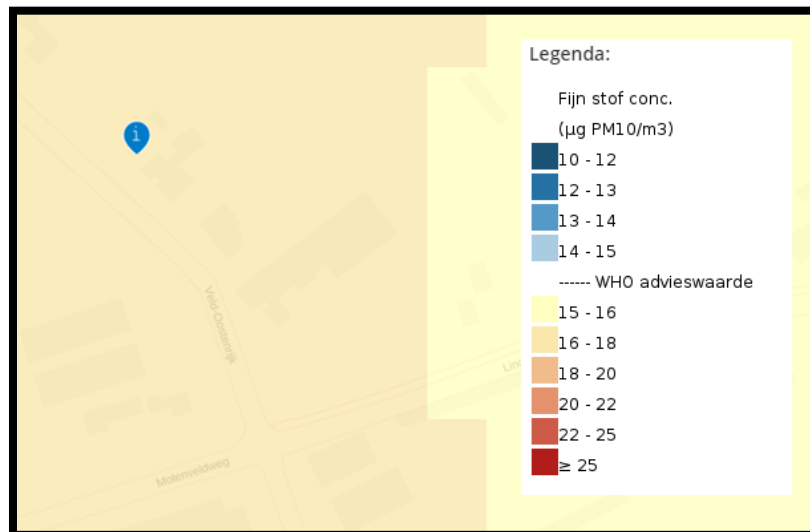 i
Legenda:
Fijn stof conc.
(µg PM10/m3)
10 - 12
12 - 13
13 - 14
14 - 15
------ WHO advieswaarde
15 - 16
16 - 18
18 - 20
20 - 22
22 - 25
≥ 25
Veld-Oostenrijk
Lind
Molenveldweg